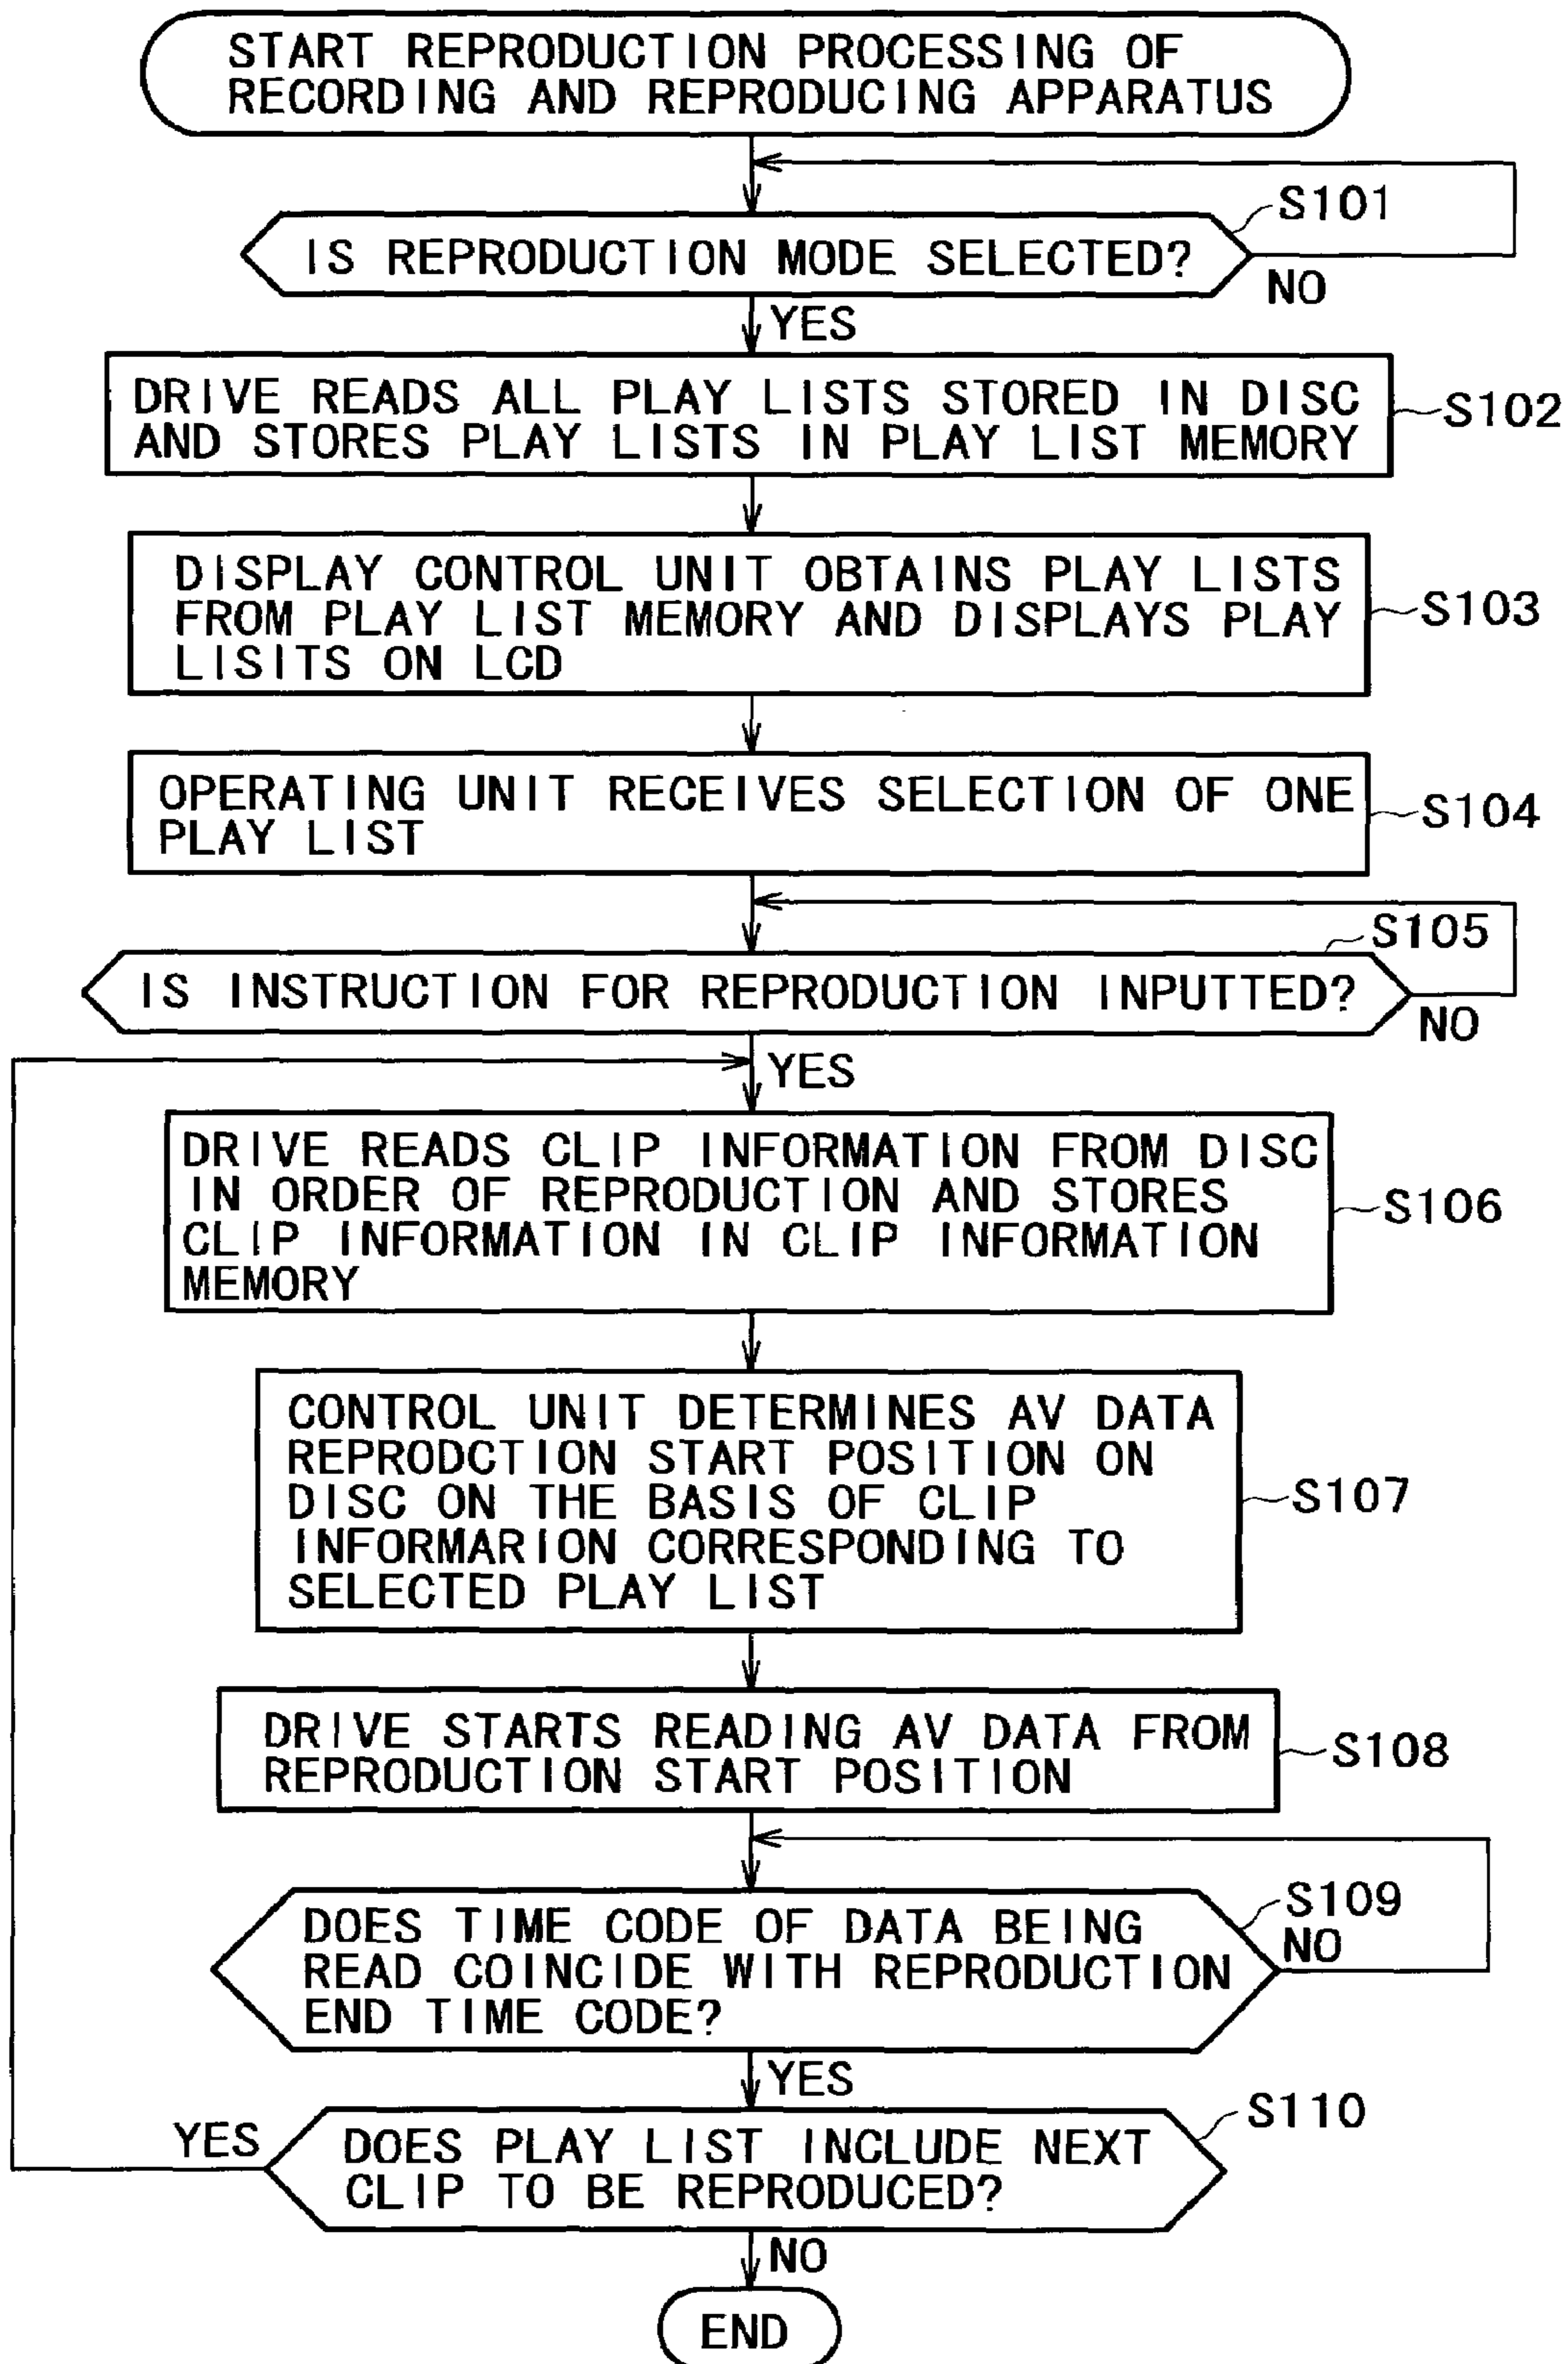 START REPRODUCTION PROCESSING OF
RECORDING AND REPRODUCING APPARATUS
S101
IS REPRODUCTION MODE SELECTED?
NO
YES
DRIVE READS ALL PLAY LISTS STORED IN DISC
AND STORES PLAY LISTS IN PLAY LIST MEMORY
S102
DISPLAY CONTROL UNIT OBTAINS PLAY LISTS
FROM PLAY LIST MEMORY AND DISPLAYS PLAY
LISITS ON LCD
S103
OPERATING UNIT RECEIVES SELECTION OF ONE
PLAY LIST
S104
S105
IS INSTRUCTION FOR REPRODUCTION INPUTTED?
NO
YES
DRIVE READS CLIP INFORMATION FROM DISC
IN ORDER OF REPRODUCTION AND STORES
CLIP INFORMATION IN CLIP INFORMATION
MEMORY
S106
CONTROL UNIT DETERMINES AV DATA
REPRODCTION START POSITION ON
DISC ON THE BASIS OF CLIP
INFORMARION CORRESPONDING TO
SELECTED PLAY LIST
S107
DRIVE STARTS READING AV DATA FROM
REPRODUCTION START POSITION
S108
S109
DOES TIME CODE OF DATA BEING
READ COINCIDE WITH REPRODUCTION
END TIME CODE?
NO
YES
S110
YES
DOES PLAY LIST INCLUDE NEXT
CLIP TO BE REPRODUCED?
NO
END